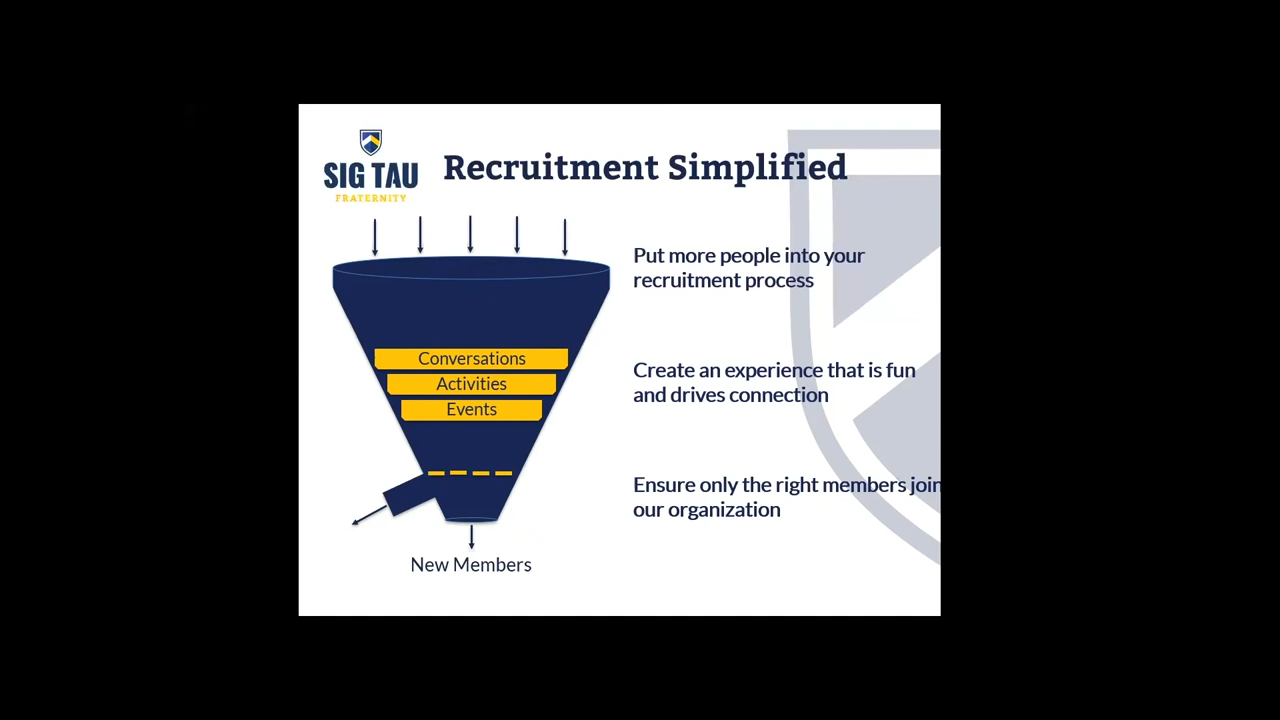 SIG TAU
FRATERNITY
Recruitment Simplified
Put more people into your
recruitment process
Conversations
Activities
Events
Create an experience that is fun
and drives connection
Ensure only the right members join
our organization
New Members